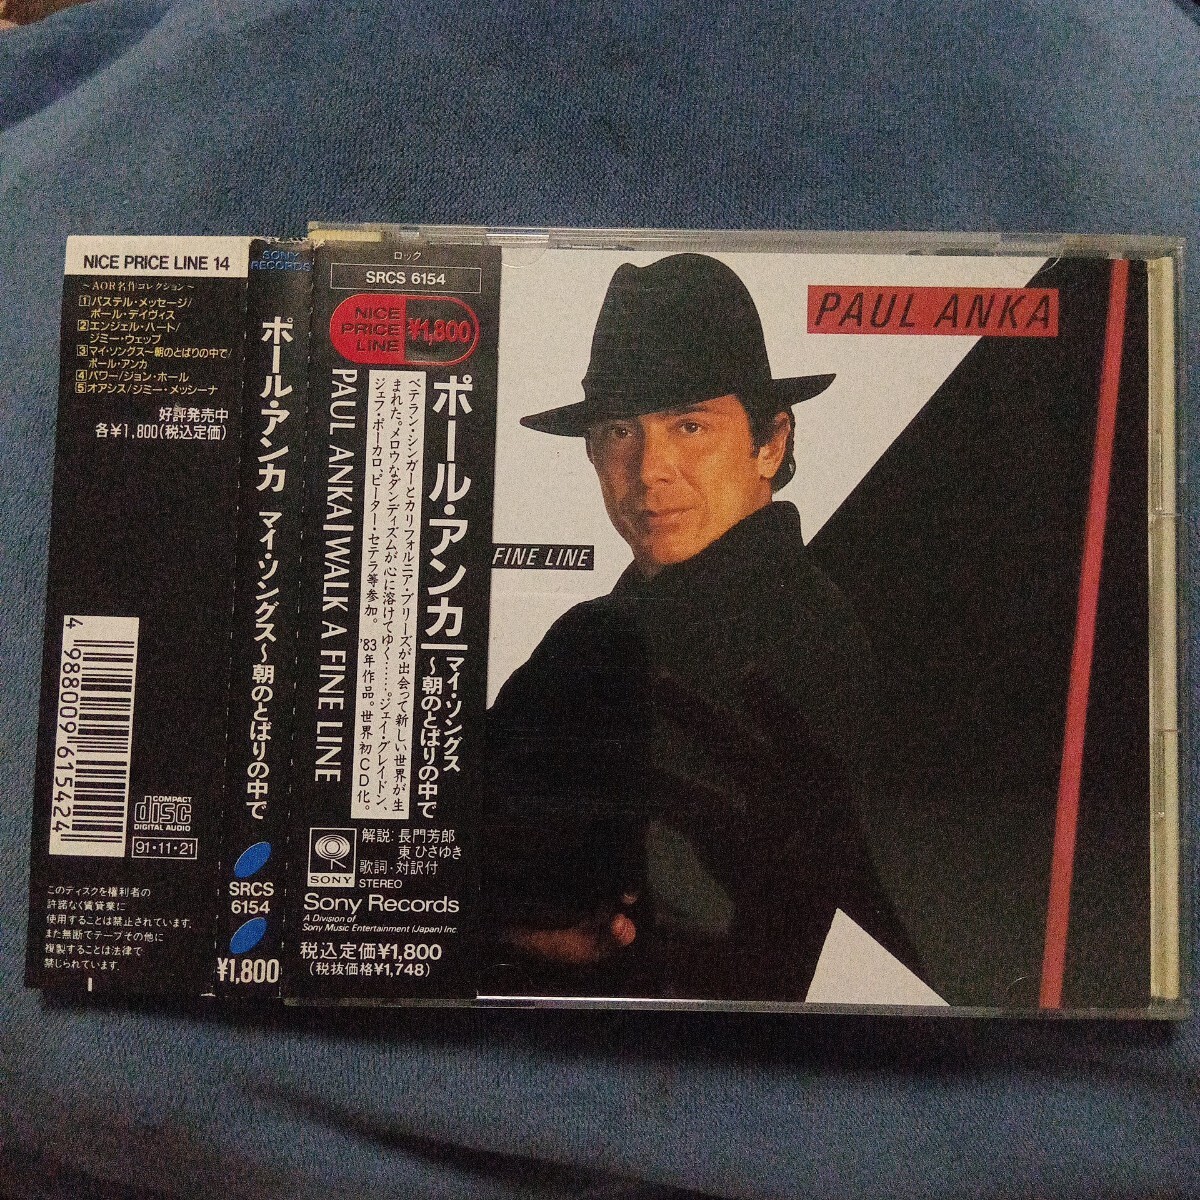 NICE PRICE LINE 14
〜AOR名作コレクション〜
1 パステル・メッセージ/
ポール・デイヴィス
2 エンジェル・ハート/
ジミー・ウェッブ
3 マイ・ソングス〜朝のとばりの中で/
ポール・アンカ
4 パワー/ジョン・ホール
5 オアシス/ジミー・メッシーナ
好評発売中
各¥1,800(税込定価)
4 988009 615424
COMPACT
disc
DIGITAL AUDIO
91・11・21
このディスクを権利者の
許諾なく賃貸業に
使用することは禁止されています。
また無断でテープその他に
複製することは法律で
禁じられています。
SONY
RECORDS
ポール・アンカ マイ・ソングス〜朝のとばりの中で
SRCS
6154
¥1,800
ロック
SRCS 6154
NICE
PRICE
LINE
¥1,800
ポール・アンカ
マイ・ソングス
〜朝のとばりの中で
ベテラン・シンガーとカリフォルニア・ブリーズが出会って新しい世界が生
まれた。メロウなダンディズムが心に溶けてゆく……。ジェイ・グレイドン、
ジェフ・ポーカロ、ピーター・セテラ等参加。 '83年作品。世界初CD化。
PAUL ANKA/WALK A FINE LINE
解説: 長門芳郎
東 ひさゆき
歌詞・対訳付
STEREO
SONY
Sony Records
A Division of
Sony Music Entertainment (Japan) Inc.
税込定価¥1,800
(税抜価格¥1,748)
PAUL ANKA
FINE LINE